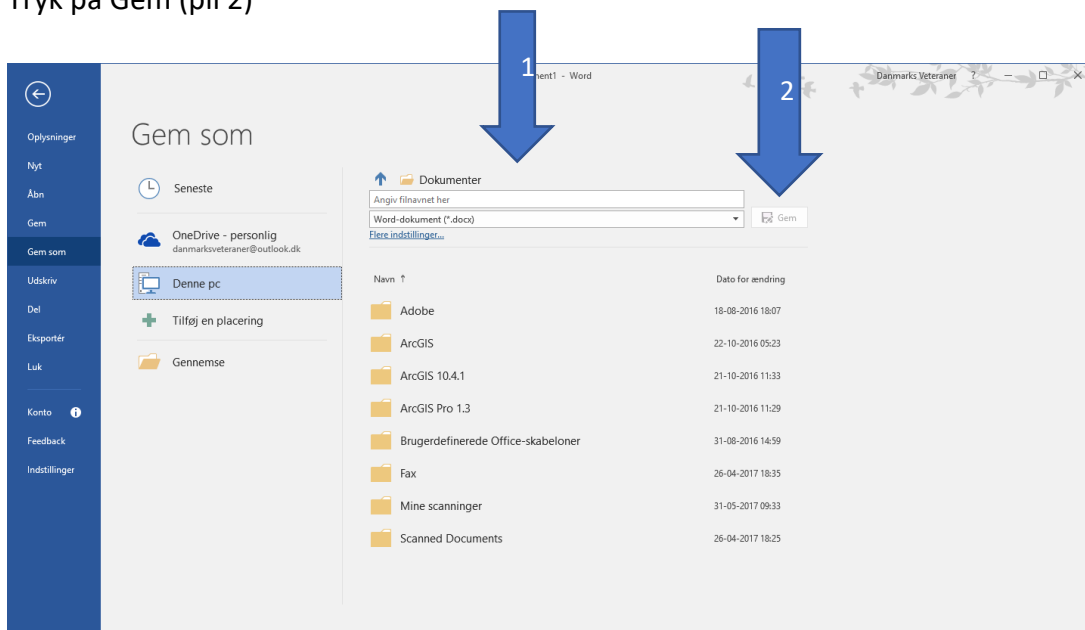 Tryk på Gem (pil 2)
1
2
ment1 - Word
Danmarks Veteraner ?
Oplysninger
Nyt
Åbn
Gem
Gem som
Udskriv
Del
Eksportér
Luk
Konto
Feedback
Indstillinger
Gem som
Seneste
OneDrive - personlig
danmarksveteraner@outlook.dk
Denne pc
Tilføj en placering
Gennemse
Dokumenter
Angiv filnavnet her
Word-dokument (*.docx)
Gem
Flere indstillinger...
Navn ↑ Dato for ændring
Adobe 18-08-2016 18:07
ArcGIS 22-10-2016 05:23
ArcGIS 10.4.1 21-10-2016 11:33
ArcGIS Pro 1.3 21-10-2016 11:29
Brugerdefinerede Office-skabeloner 31-08-2016 14:59
Fax 26-04-2017 18:35
Mine scanninger 31-05-2017 09:33
Scanned Documents 26-04-2017 18:25